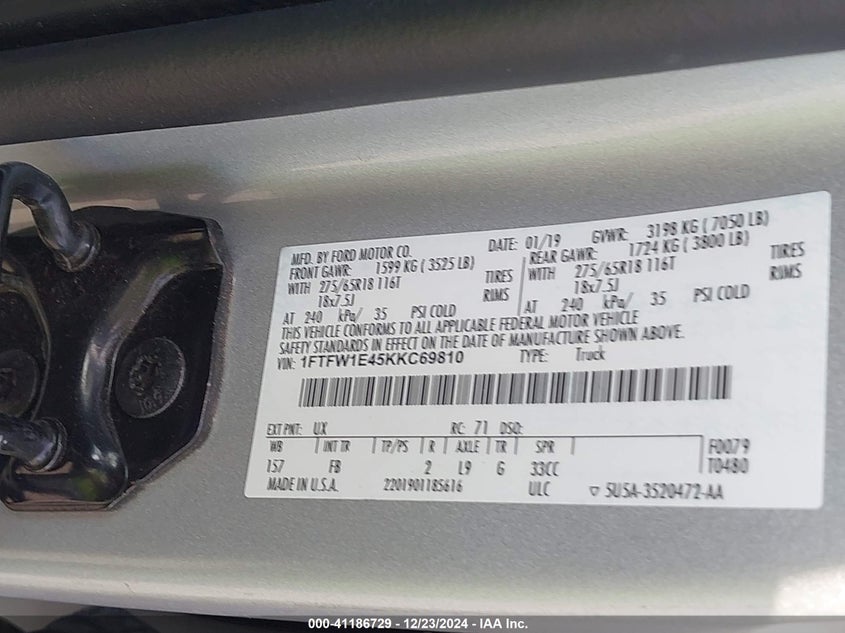 MFD. BY FORD MOTOR CO. DATE: 01/19 GVWR: 3198 KG ( 7050 LB)
FRONT GAWR: 1599 KG ( 3525 LB) REAR GAWR: 1724 KG ( 3800 LB)
WITH 275/65R18 116T TIRES WITH 275/65R18 116T TIRES
18x7.5J RIMS 18x7.5J RIMS
AT 240 kPa/ 35 PSI COLD AT 240 kPa/ 35 PSI COLD
THIS VEHICLE CONFORMS TO ALL APPLICABLE FEDERAL MOTOR VEHICLE
SAFETY STANDARDS IN EFFECT ON THE DATE OF MANUFACTURE SHOWN ABOVE.
VIN: 1FTFW1E45KKC69810 TYPE: Truck
EXT PNT: UX RC: 71 DSO:
WB INT TR TP/PS R AXLE TR SPR F0079
157 FB 2 L9 G 33CC T0480
MADE IN U.S.A. 2201901185616 ULC ▽ 5U5A-3520472-AA
000-41186729 - 12/23/2024 - IAA Inc.